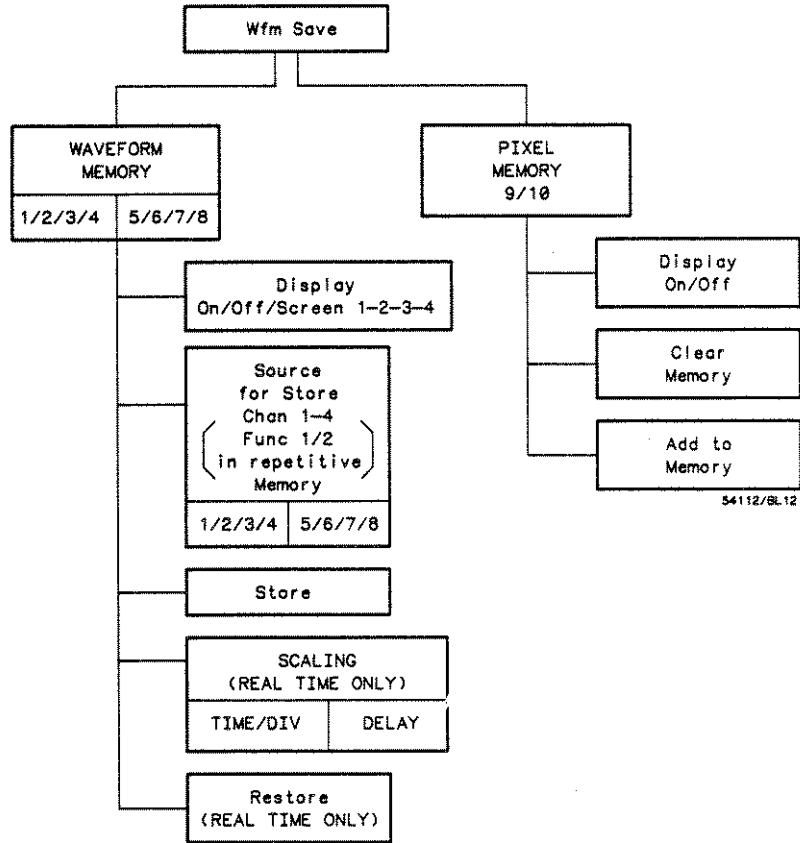 Wfm Save
WAVEFORM
MEMORY
1/2/3/4 5/6/7/8
PIXEL
MEMORY
9/10
Display
On/Off/Screen 1-2-3-4
Source
for Store
Chan 1-4
( Func 1/2 )
in repetitive
Memory
1/2/3/4 5/6/7/8
Store
SCALING
(REAL TIME ONLY)
TIME/DIV DELAY
Restore
(REAL TIME ONLY)
Display
On/Off
Clear
Memory
Add to
Memory
54112/BL12